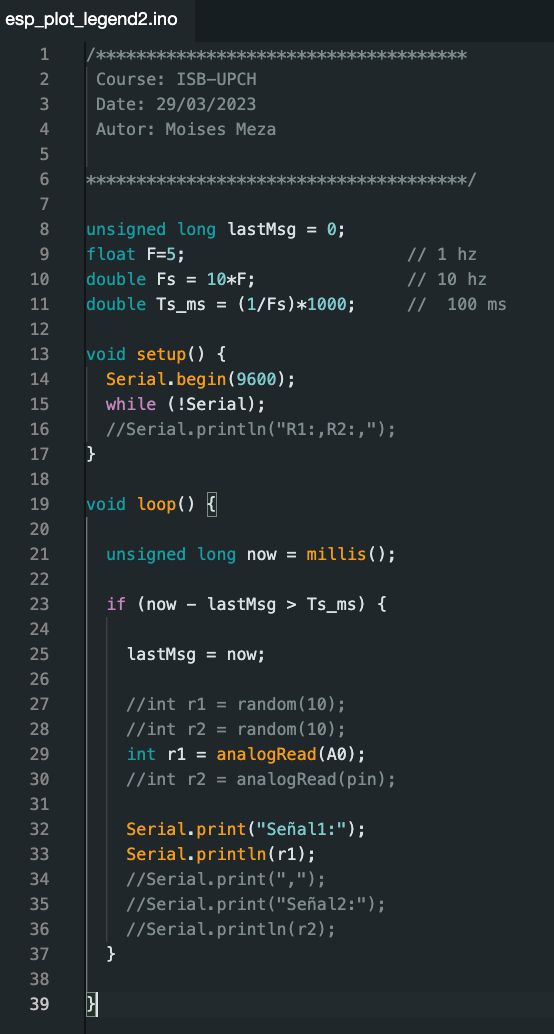 esp_plot_legend2.ino
1 /*************************************
2 Course: ISB-UPCH
3 Date: 29/03/2023
4 Autor: Moises Meza
5
6 **************************************/
7
8 unsigned long lastMsg = 0;
9 float F=5; // 1 hz
10 double Fs = 10*F; // 10 hz
11 double Ts_ms = (1/Fs)*1000; // 100 ms
12
13 void setup() {
14 Serial.begin(9600);
15 while (!Serial);
16 //Serial.println("R1:,R2:,");
17 }
18
19 void loop() {
20
21 unsigned long now = millis();
22
23 if (now - lastMsg > Ts_ms) {
24
25 lastMsg = now;
26
27 //int r1 = random(10);
28 //int r2 = random(10);
29 int r1 = analogRead(A0);
30 //int r2 = analogRead(pin);
31
32 Serial.print("Señal1:");
33 Serial.println(r1);
34 //Serial.print(",");
35 //Serial.print("Señal2:");
36 //Serial.println(r2);
37 }
38
39 }